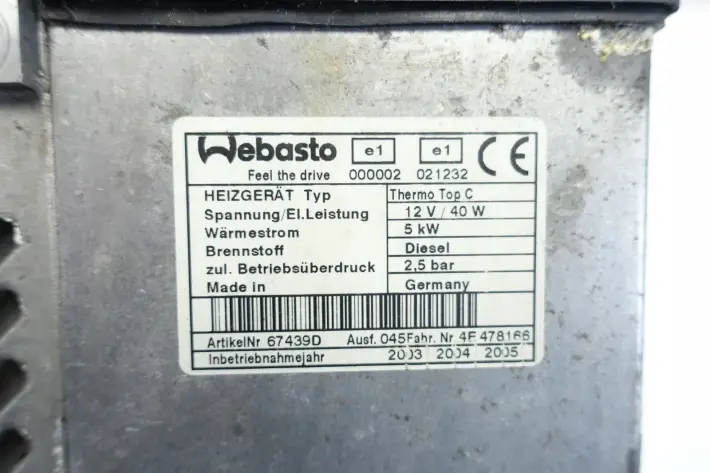 Webasto e1 e1 CE
Feel the drive 000002 021232
HEIZGERÄT Typ Thermo Top C
Spannung/El.Leistung 12 V / 40 W
Wärmestrom 5 kW
Brennstoff Diesel
zul. Betriebsüberdruck 2,5 bar
Made in Germany
ArtikelNr 67439D Ausf. 045 Fahr. Nr 4F 478166
Inbetriebnahmejahr 2003 2004 2005